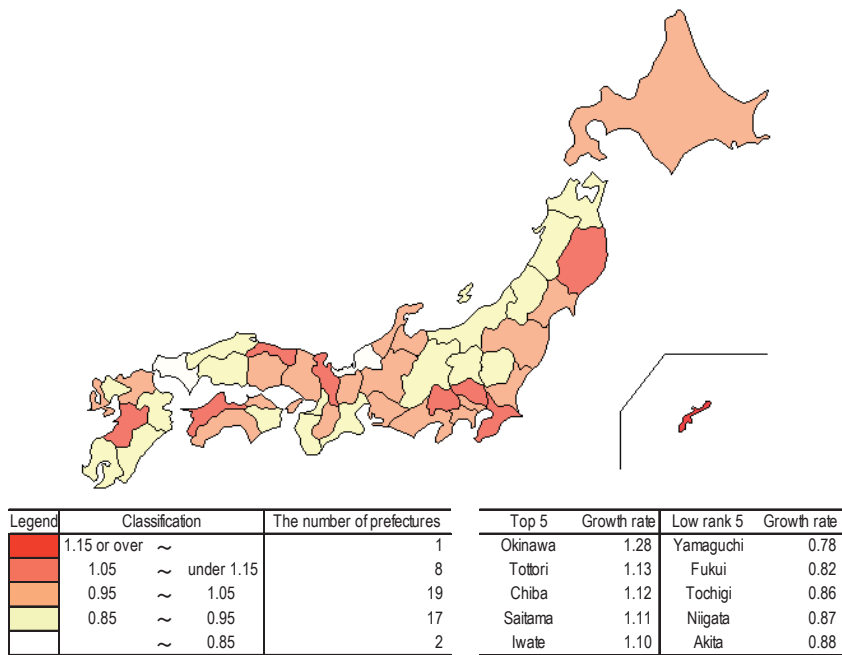 Legend Classification The number of prefectures
1.15 or over ~ 1
1.05 ~ under 1.15 8
0.95 ~ 1.05 19
0.85 ~ 0.95 17
~ 0.85 2
Top 5 Growth rate Low rank 5 Growth rate
Okinawa 1.28 Yamaguchi 0.78
Tottori 1.13 Fukui 0.82
Chiba 1.12 Tochigi 0.86
Saitama 1.11 Niigata 0.87
Iwate 1.10 Akita 0.88